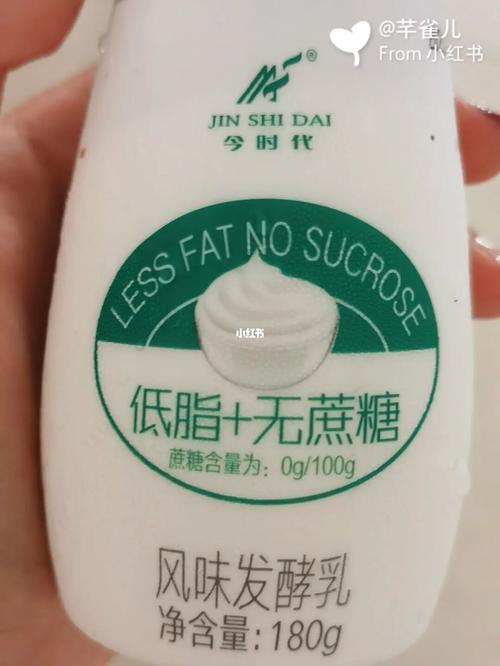 @芊雀儿
From 小红书
JIN SHI DAI
今时代
LESS FAT NO SUCROSE
小红书
低脂+无蔗糖
蔗糖含量为：0g/100g
风味发酵乳
净含量：180g